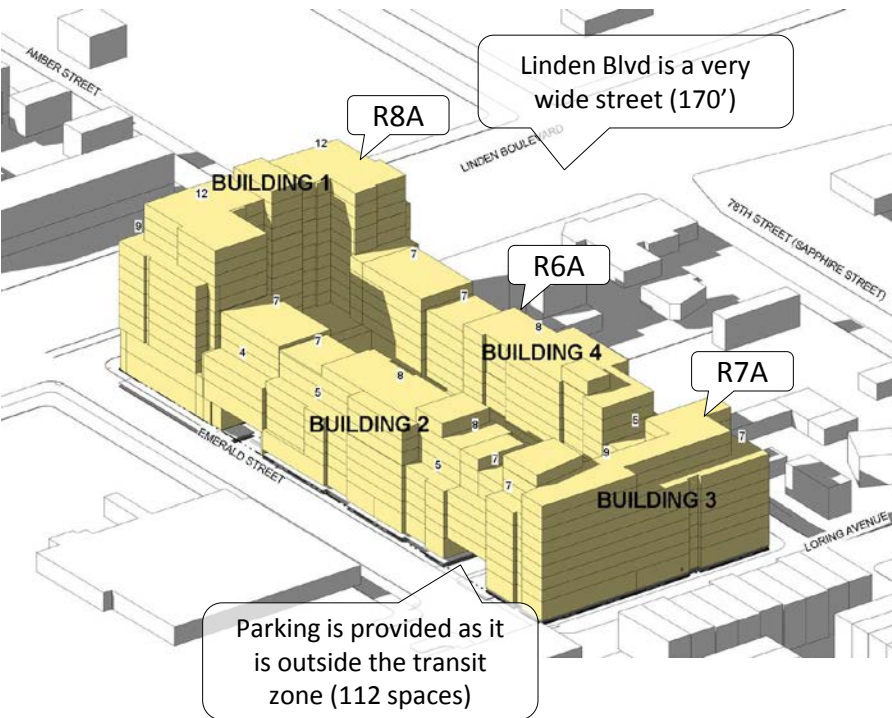 AMBER STREET
Linden Blvd is a very
wide street (170')
R8A
LINDEN BOULEVARD
12
BUILDING 1
12
9
78TH STREET (SAPPHIRE STREET)
7
R6A
7
7
8
4
7
BUILDING 4
R7A
8
5
BUILDING 2
8
5
7
9
7
5
7
BUILDING 3
EMERALD STREET
LORING AVENUE
Parking is provided as it
is outside the transit
zone (112 spaces)